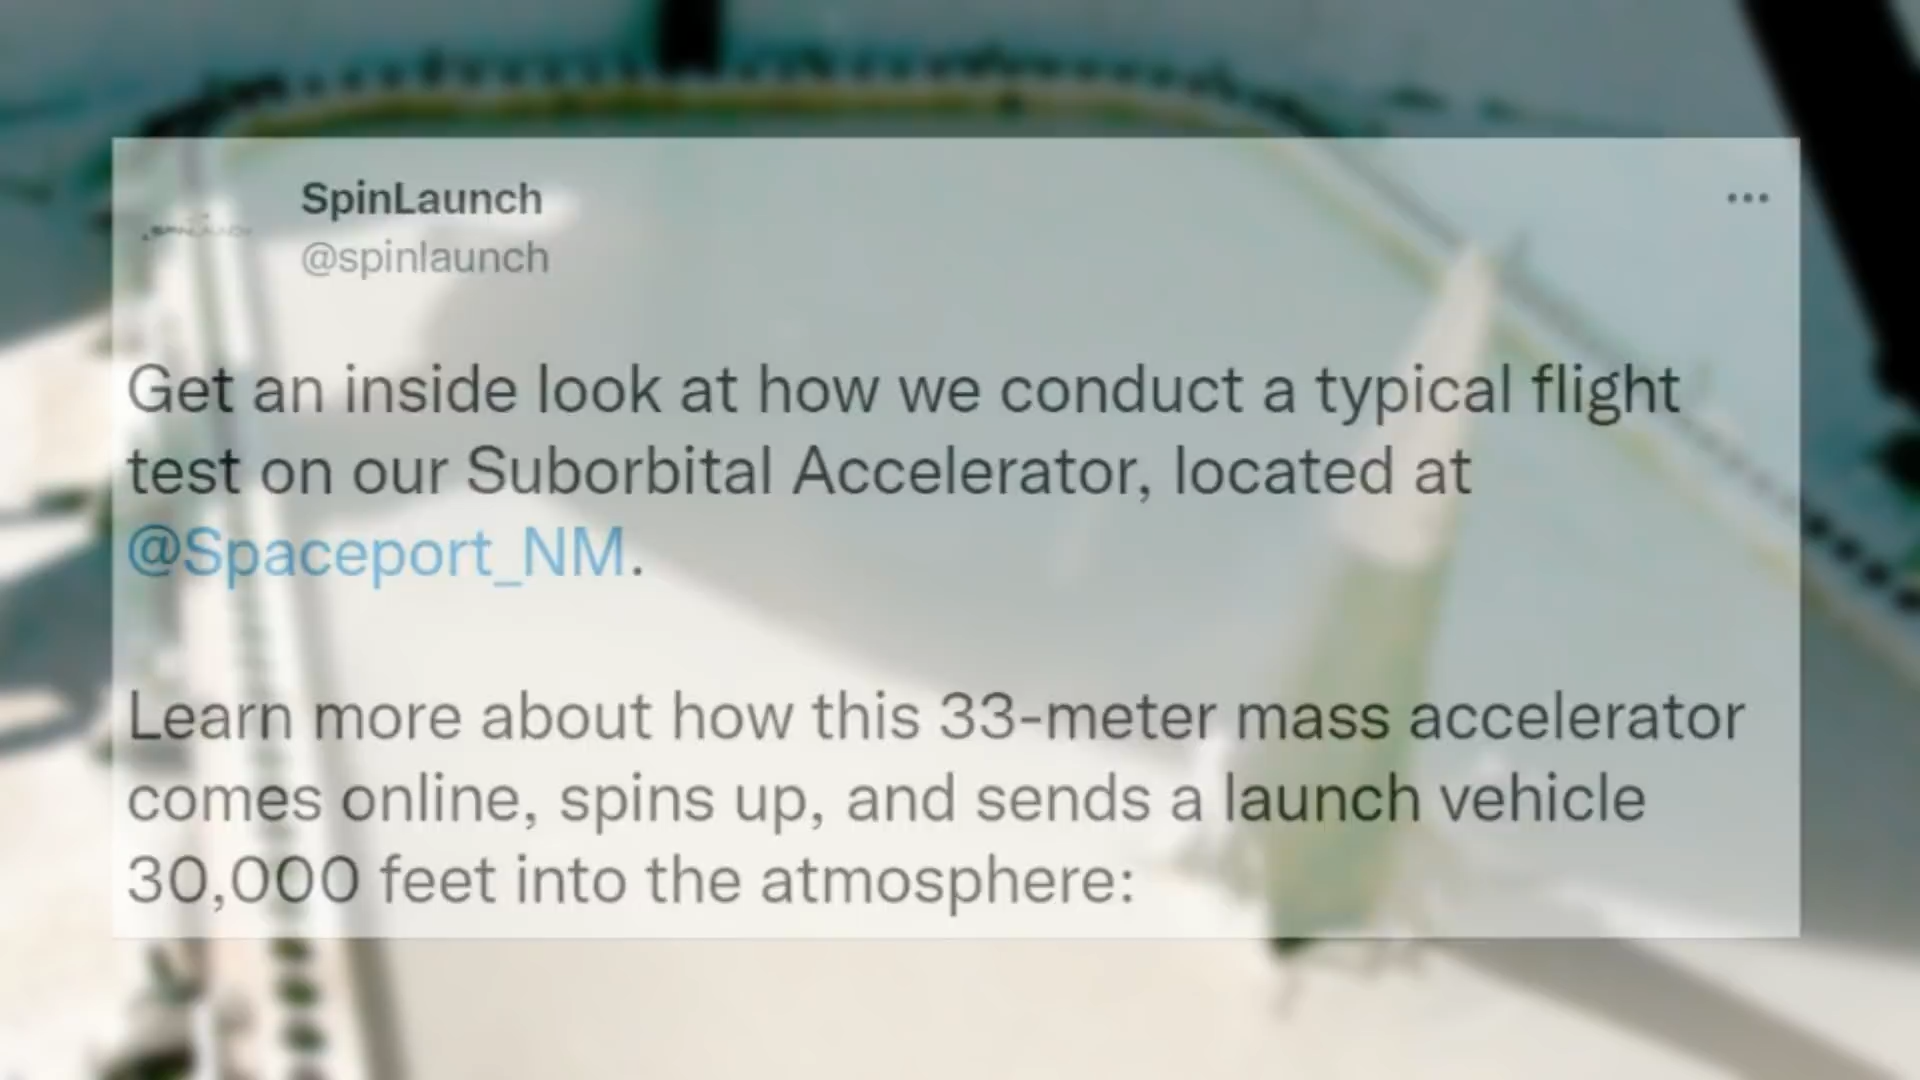 SpinLaunch
@spinlaunch
Get an inside look at how we conduct a typical flight
test on our Suborbital Accelerator, located at
@Spaceport_NM.
Learn more about how this 33-meter mass accelerator
comes online, spins up, and sends a launch vehicle
30,000 feet into the atmosphere: